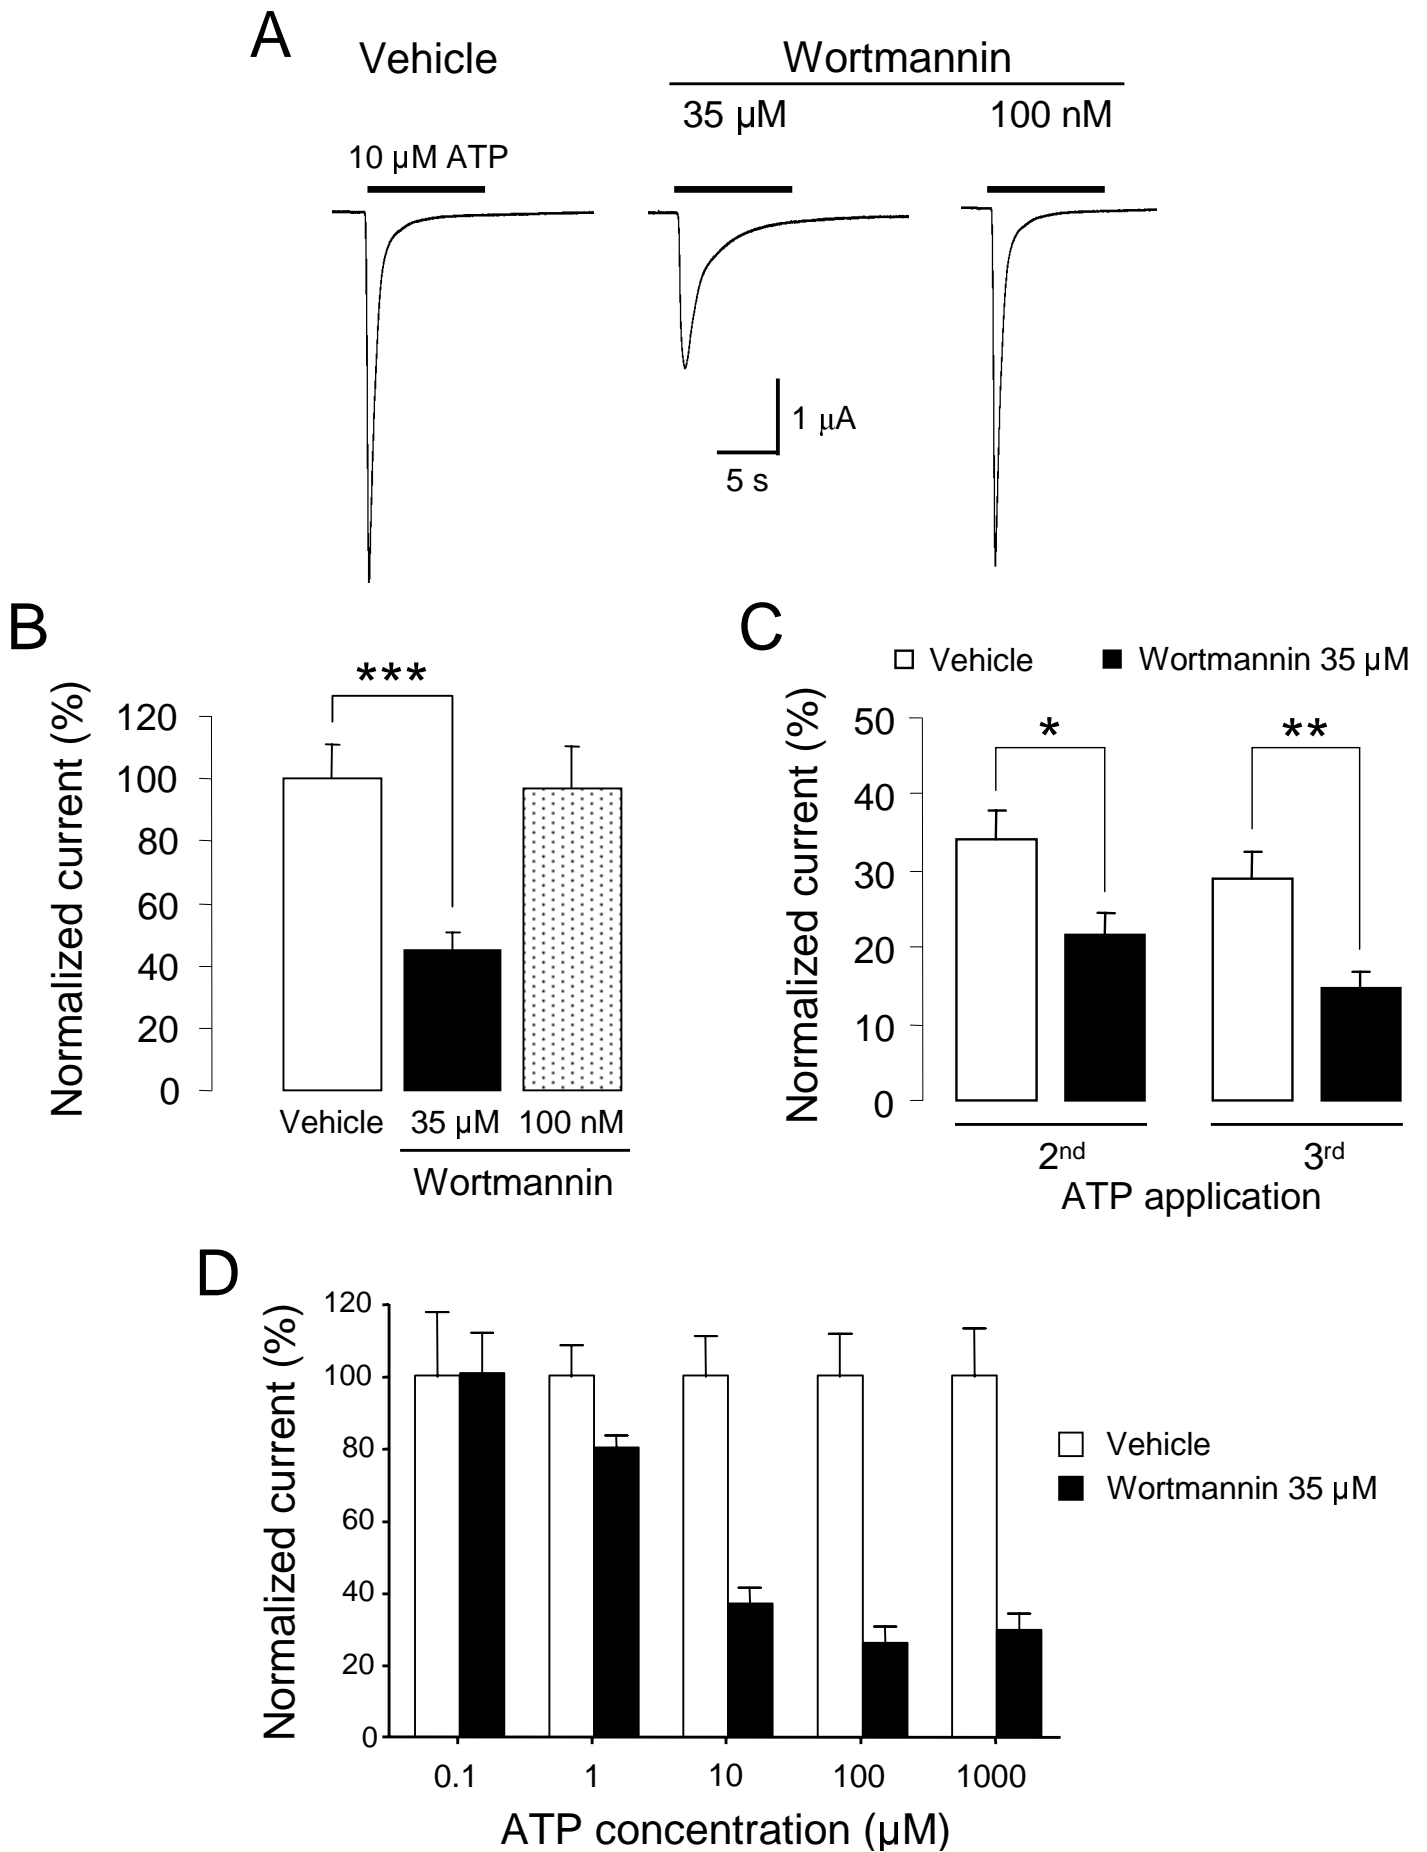 A
Vehicle
Wortmannin
35 µM
100 nM
10 µM ATP
1 µA
5 s
B
***
Normalized current (%)
120
100
80
60
40
20
0
Vehicle
35 µM
100 nM
Wortmannin
C
Vehicle
Wortmannin 35 µM
Normalized current (%)
50
40
30
20
10
0
*
**
2nd
3rd
ATP application
D
Normalized current (%)
120
100
80
60
40
20
0
Vehicle
Wortmannin 35 µM
0.1
1
10
100
1000
ATP concentration (µM)